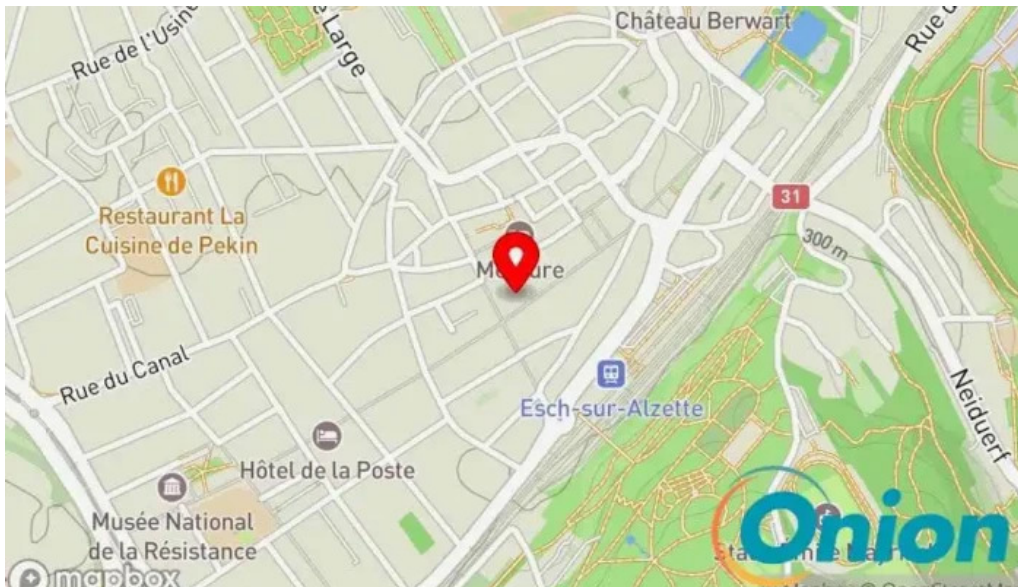 Château Berwart
Rue de l'Usine
Large
Rue d
31
Restaurant La
Cuisine de Pekin
300 m
Rue du Canal
Esch-sur-Alzette
Neiduerf
Hôtel de la Poste
Musée National
de la Résistance
Onion
mapbox